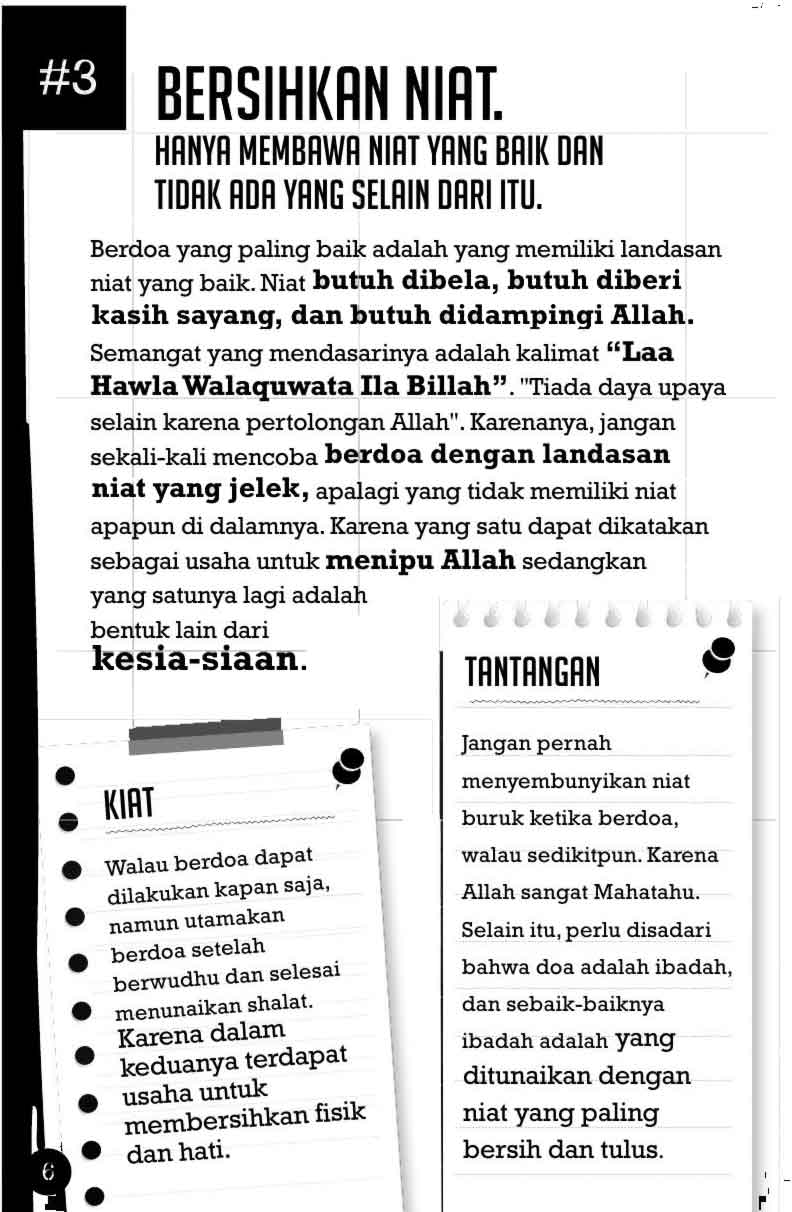 #3
BERSIHKAN NIAT.
HANYA MEMBAWA NIAT YANG BAIK DAN
TIDAK ADA YANG SELAIN DARI ITU.
Berdoa yang paling baik adalah yang memiliki landasan
niat yang baik. Niat butuh dibela, butuh diberi
kasih sayang, dan butuh didampingi Allah.
Semangat yang mendasarinya adalah kalimat “Laa
Hawla Walaquwata Ila Billah”. "Tiada daya upaya
selain karena pertolongan Allah". Karenanya, jangan
sekali-kali mencoba berdoa dengan landasan
niat yang jelek, apalagi yang tidak memiliki niat
apapun di dalamnya. Karena yang satu dapat dikatakan
sebagai usaha untuk menipu Allah sedangkan
yang satunya lagi adalah
bentuk lain dari
kesia-siaan.
KIAT
Walau berdoa dapat
dilakukan kapan saja,
namun utamakan
berdoa setelah
berwudhu dan selesai
menunaikan shalat.
Karena dalam
keduanya terdapat
usaha untuk
membersihkan fisik
dan hati.
TANTANGAN
Jangan pernah
menyembunyikan niat
buruk ketika berdoa,
walau sedikitpun. Karena
Allah sangat Mahatahu.
Selain itu, perlu disadari
bahwa doa adalah ibadah,
dan sebaik-baiknya
ibadah adalah yang
ditunaikan dengan
niat yang paling
bersih dan tulus.
6